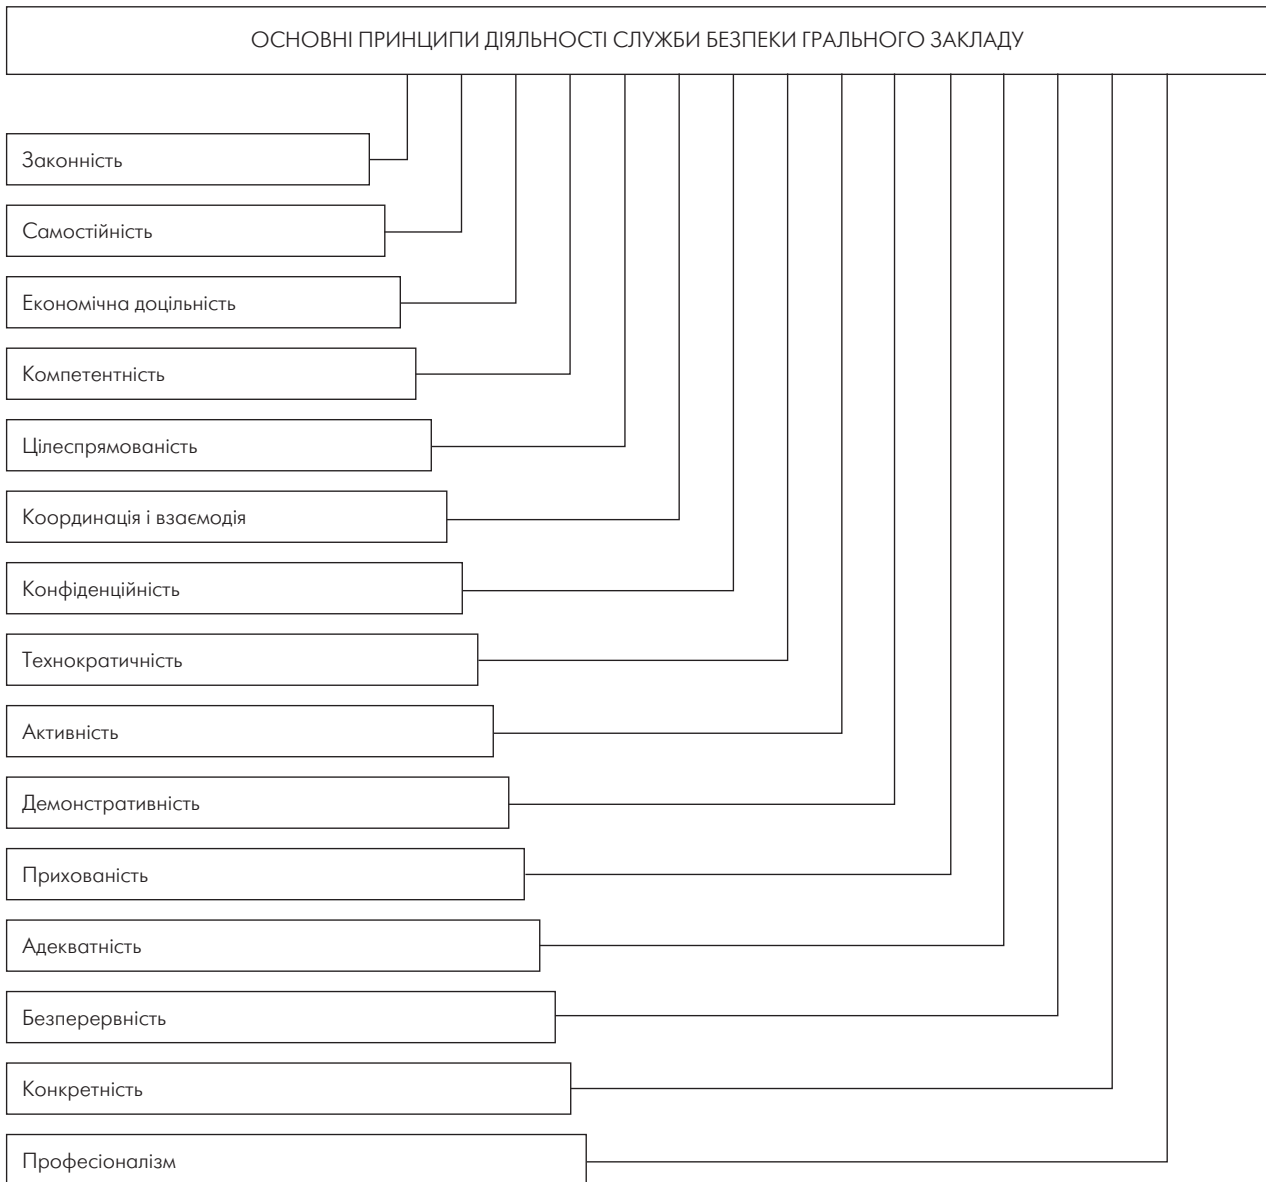 ОСНОВНІ ПРИНЦИПИ ДІЯЛЬНОСТІ СЛУЖБИ БЕЗПЕКИ ГРАЛЬНОГО ЗАКЛАДУ
Законність
Самостійність
Економічна доцільність
Компетентність
Цілеспрямованість
Координація і взаємодія
Конфіденційність
Технократичність
Активність
Демонстративність
Прихованість
Адекватність
Безперервність
Конкретність
Професіоналізм